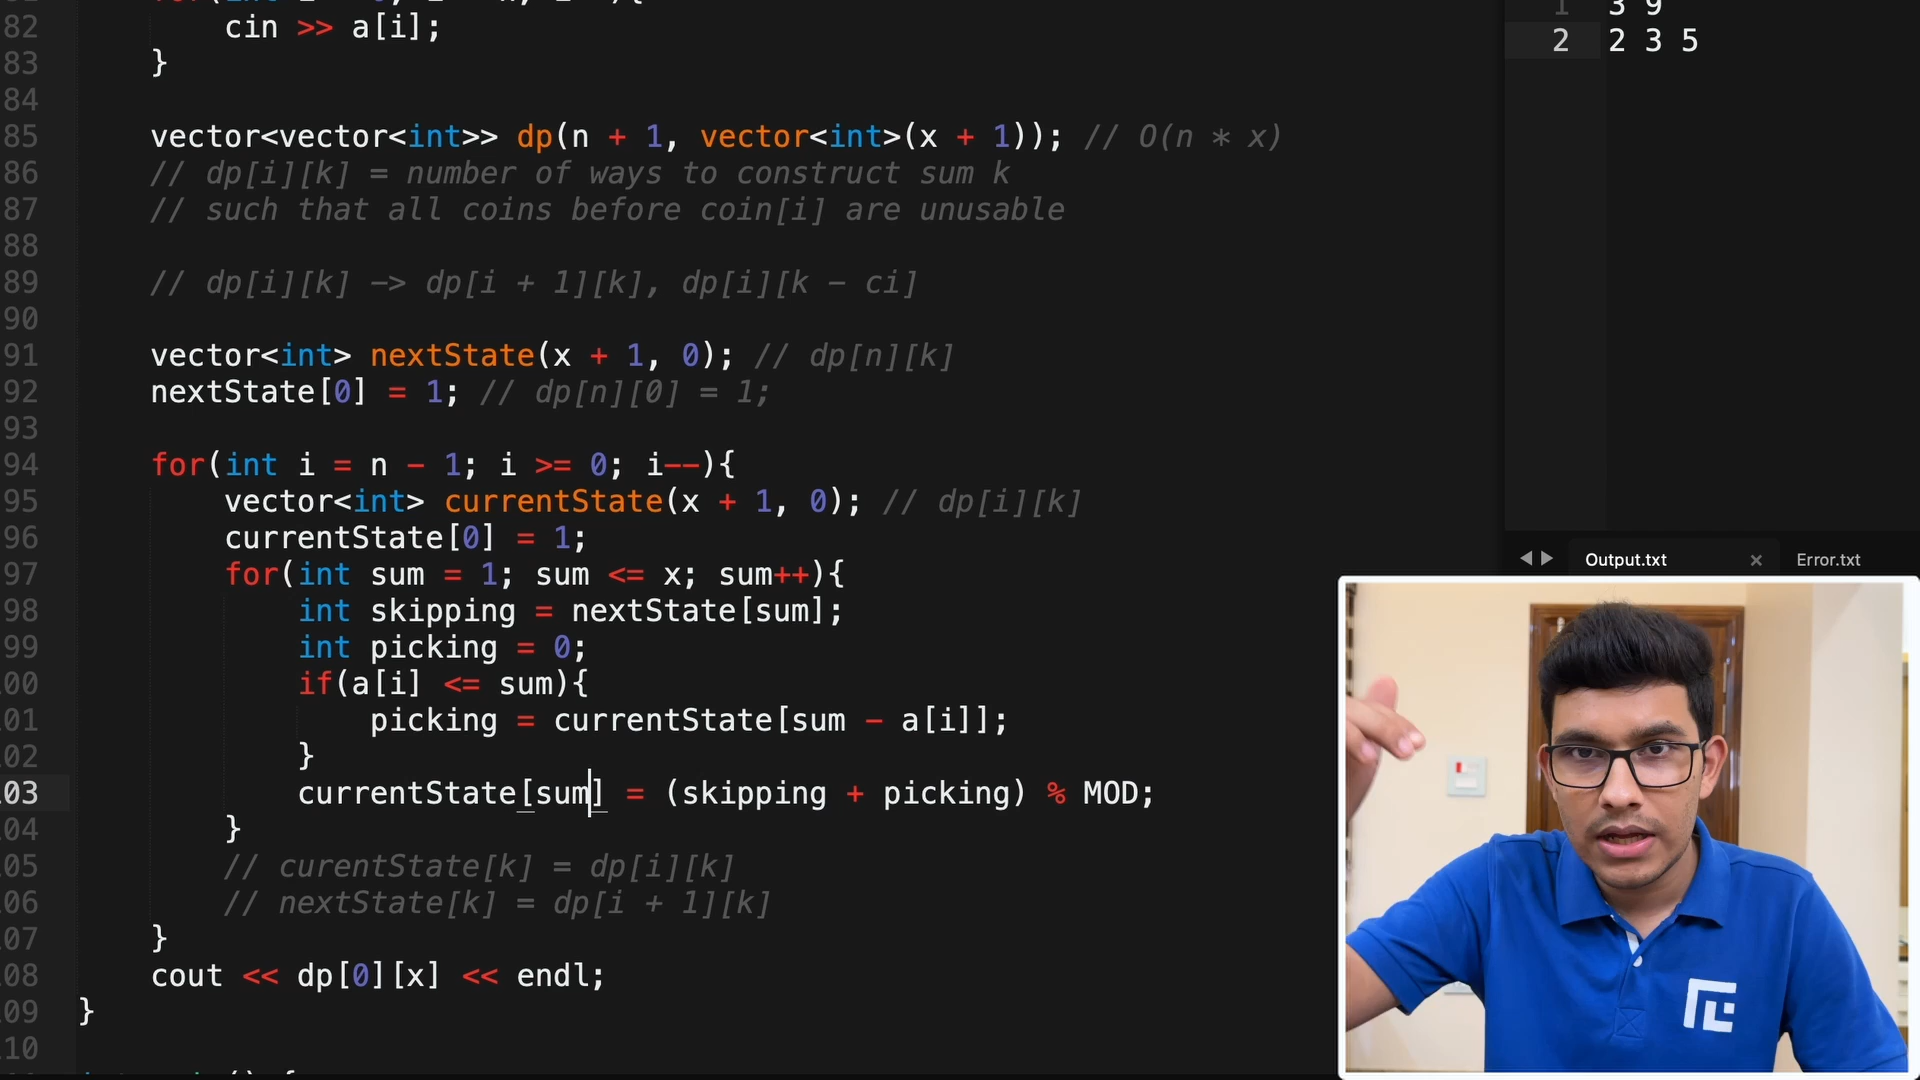 82 cin >> a[i];
83 }
84
85 vector<vector<int>> dp(n + 1, vector<int>(x + 1)); // O(n * x)
86 // dp[i][k] = number of ways to construct sum k
87 // such that all coins before coin[i] are unusable
88
89 // dp[i][k] -> dp[i + 1][k], dp[i][k - ci]
90
91 vector<int> nextState(x + 1, 0); // dp[n][k]
92 nextState[0] = 1; // dp[n][0] = 1;
93
94 for(int i = n - 1; i >= 0; i--){
95 vector<int> currentState(x + 1, 0); // dp[i][k]
96 currentState[0] = 1;
97 for(int sum = 1; sum <= x; sum++){
98 int skipping = nextState[sum];
99 int picking = 0;
00 if(a[i] <= sum){
01 picking = currentState[sum - a[i]];
02 }
03 currentState[sum] = (skipping + picking) % MOD;
04 }
05 // curentState[k] = dp[i][k]
06 // nextState[k] = dp[i + 1][k]
07 }
08 cout << dp[0][x] << endl;
09 }
10
1 3 9
2 2 3 5
Output.txt × Error.txt